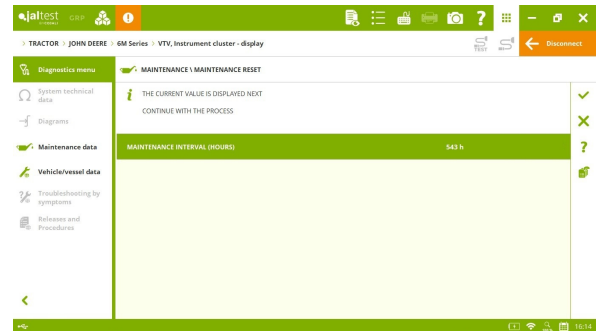 jaltest GRP
TRACTOR > JOHN DEERE > 6M Series > VTV, Instrument cluster - display
TEST
Disconnect
Diagnostics menu
MAINTENANCE \ MAINTENANCE RESET
System technical
data
Diagrams
Maintenance data
Vehicle/vessel data
Troubleshooting by
symptoms
Releases and
Procedures
i THE CURRENT VALUE IS DISPLAYED NEXT
CONTINUE WITH THE PROCESS
MAINTENANCE INTERVAL (HOURS) 543 h
16:14